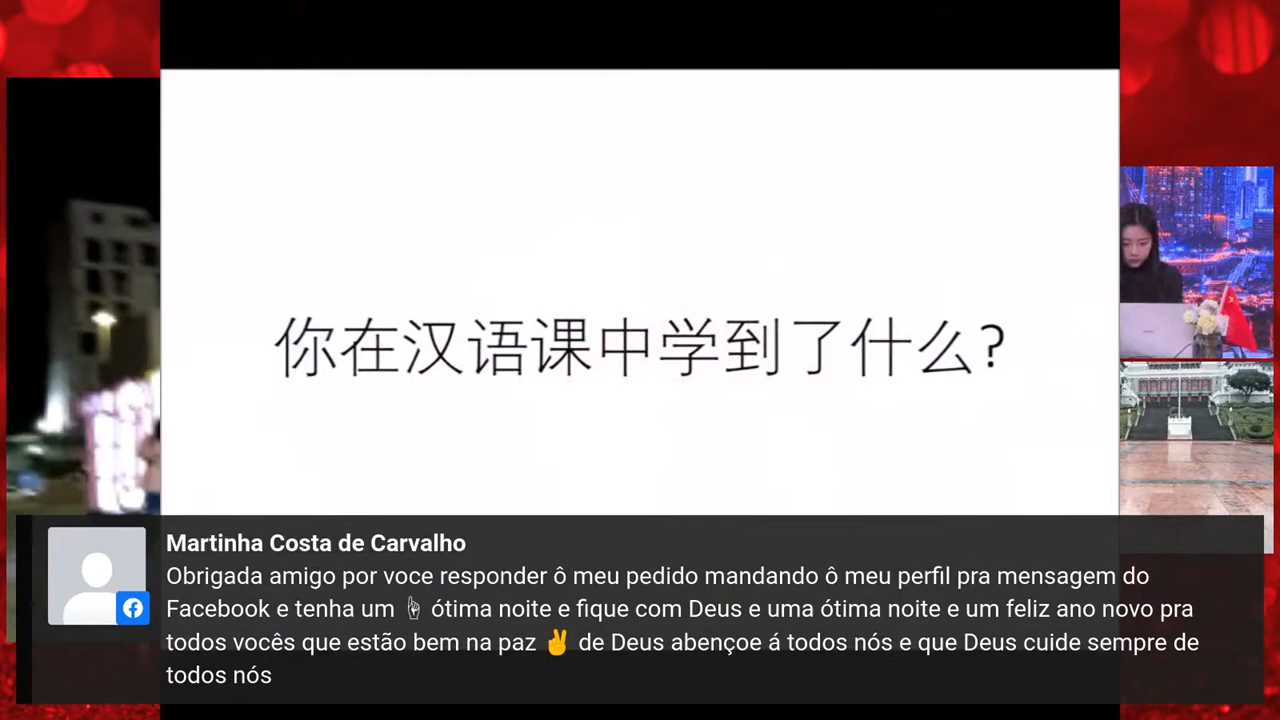 你在汉语课中学到了什么?
Martinha Costa de Carvalho
Obrigada amigo por voce responder ô meu pedido mandando ô meu perfil pra mensagem do
Facebook e tenha um ☝ ótima noite e fique com Deus e uma ótima noite e um feliz ano novo pra
todos vocês que estão bem na paz ✌ de Deus abençoe á todos nós e que Deus cuide sempre de
todos nós